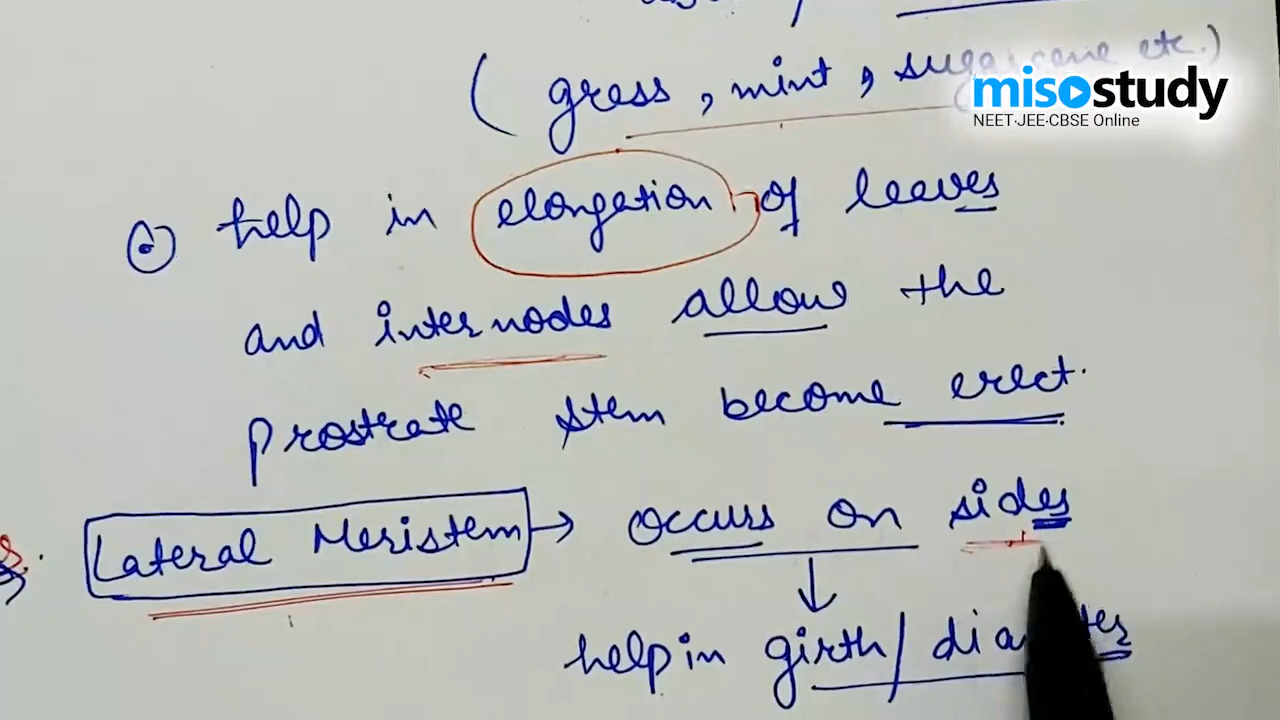 ( grass, mint, sugarcane etc.)
misostudy
NEET·JEE·CBSE Online
help in elongation of leaves
and internodes allow the
prostrate stem become erect.
Lateral Meristem → occurs on sides
↓
help in girth/